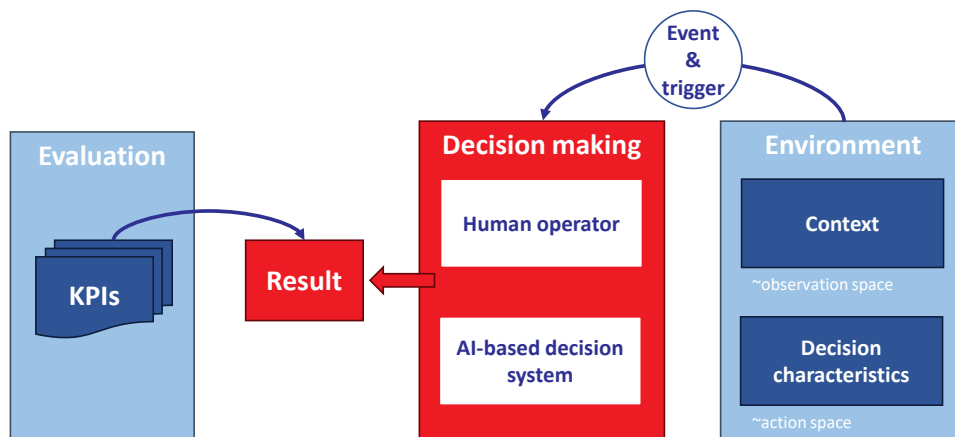 Event
&
trigger
Evaluation
KPIs
Result
Decision making
Human operator
AI-based decision
system
Environment
Context
~observation space
Decision
characteristics
~action space